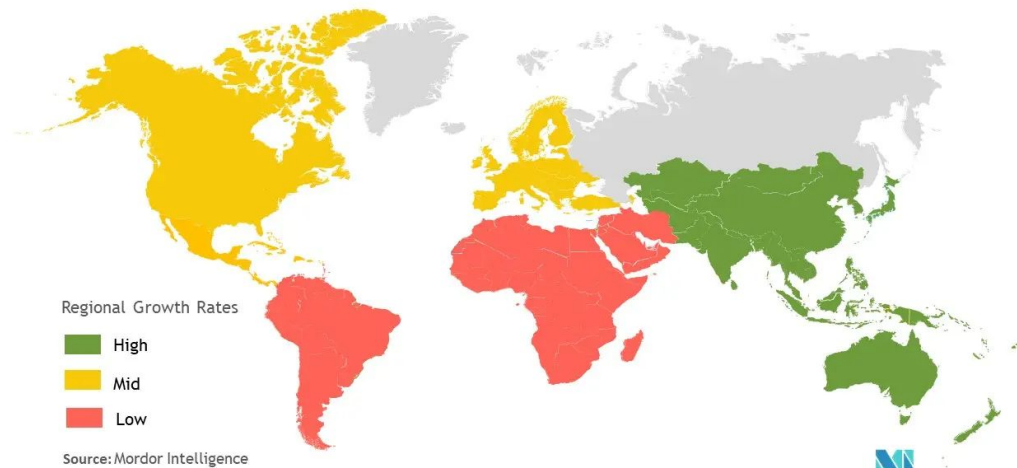 Regional Growth Rates
High
Mid
Low
Source: Mordor Intelligence